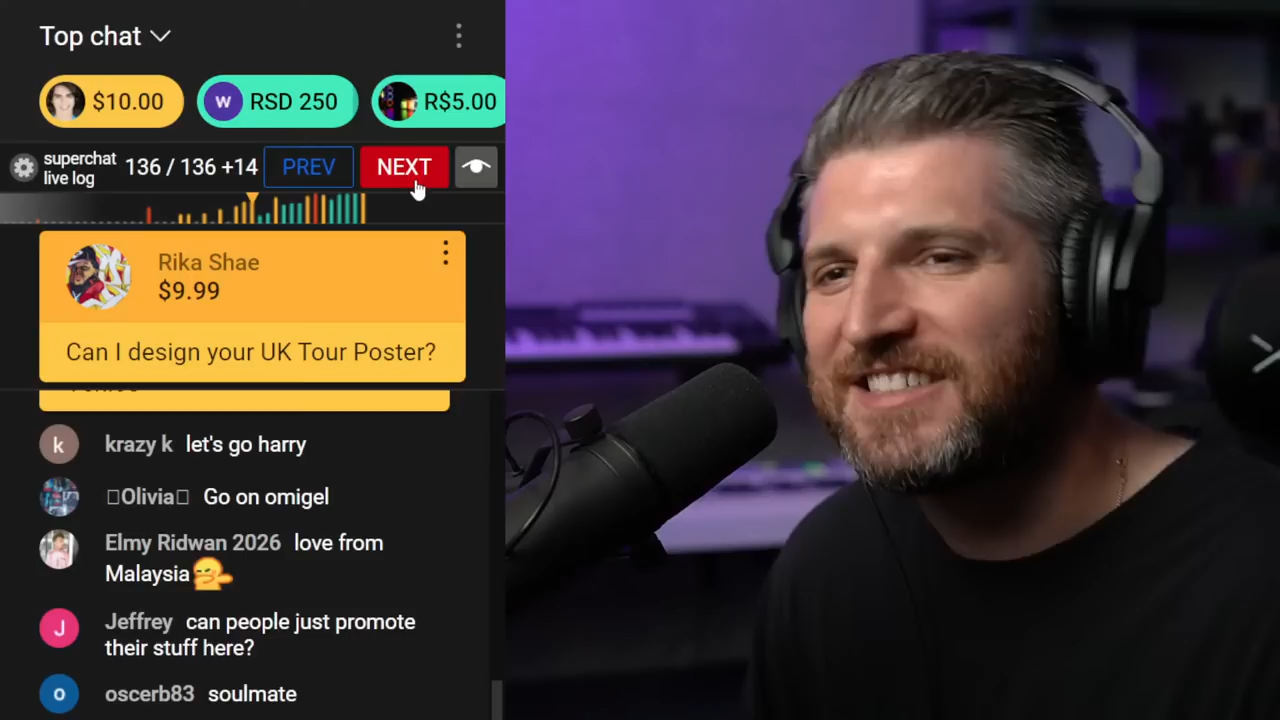 Top chat
$10.00
W RSD 250
R$5.00
superchat
live log
136 / 136 +14
PREV
NEXT
Rika Shae
$9.99
Can I design your UK Tour Poster?
k krazy k let's go harry
□Olivia□ Go on omigel
Elmy Ridwan 2026 love from
Malaysia
J Jeffrey can people just promote
their stuff here?
o oscerb83 soulmate